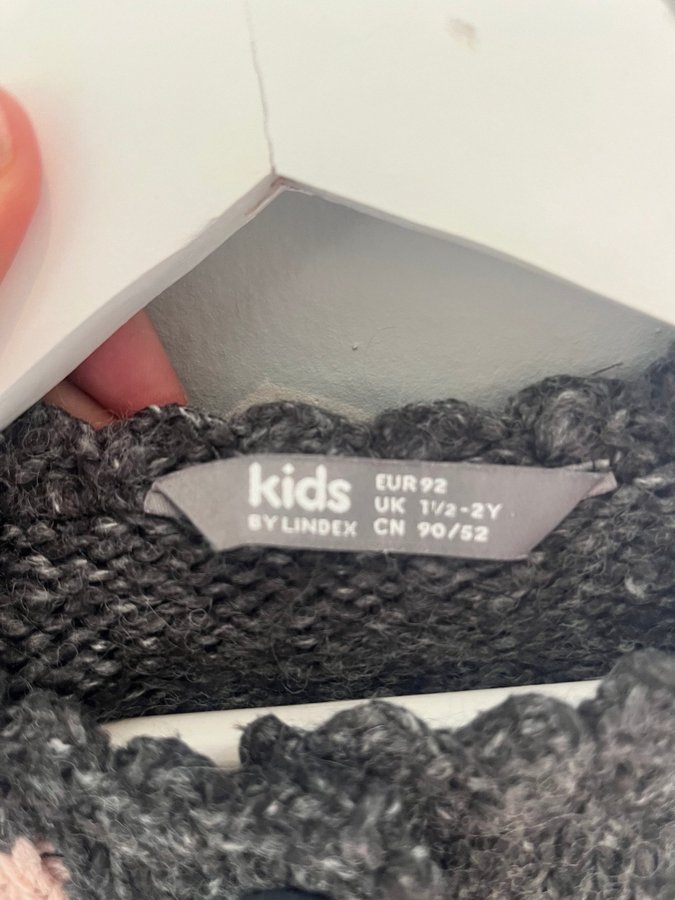 kids
BY LINDEX
EUR 92
UK 1½-2Y
CN 90/52